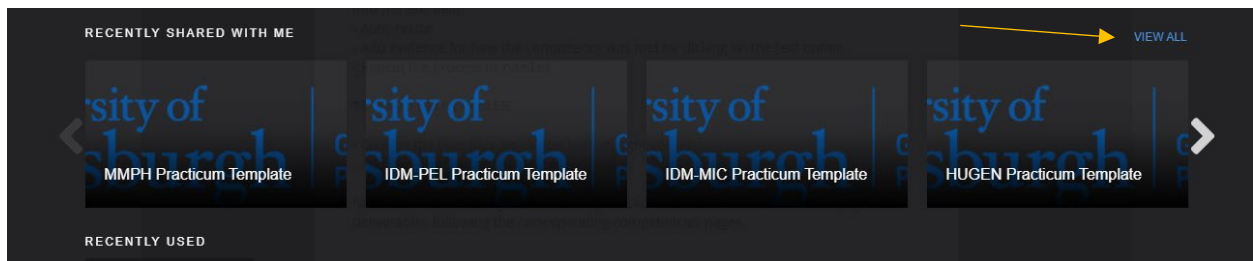 RECENTLY SHARED WITH ME
VIEW ALL
rsity of
sburgh
MMPH Practicum Template
rsity of
sburgh
IDM-PEL Practicum Template
rsity of
sburgh
IDM-MIC Practicum Template
rsity of
sburgh
HUGEN Practicum Template
RECENTLY USED